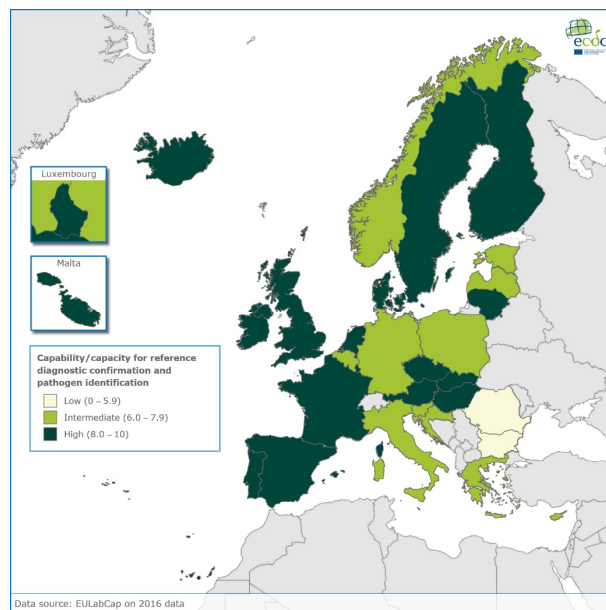 ecdc
Luxembourg
Malta
Capability/capacity for reference
diagnostic confirmation and
pathogen identification
Low (0 – 5.9)
Intermediate (6.0 – 7.9)
High (8.0 – 10)
Data source: EULabCap on 2016 data